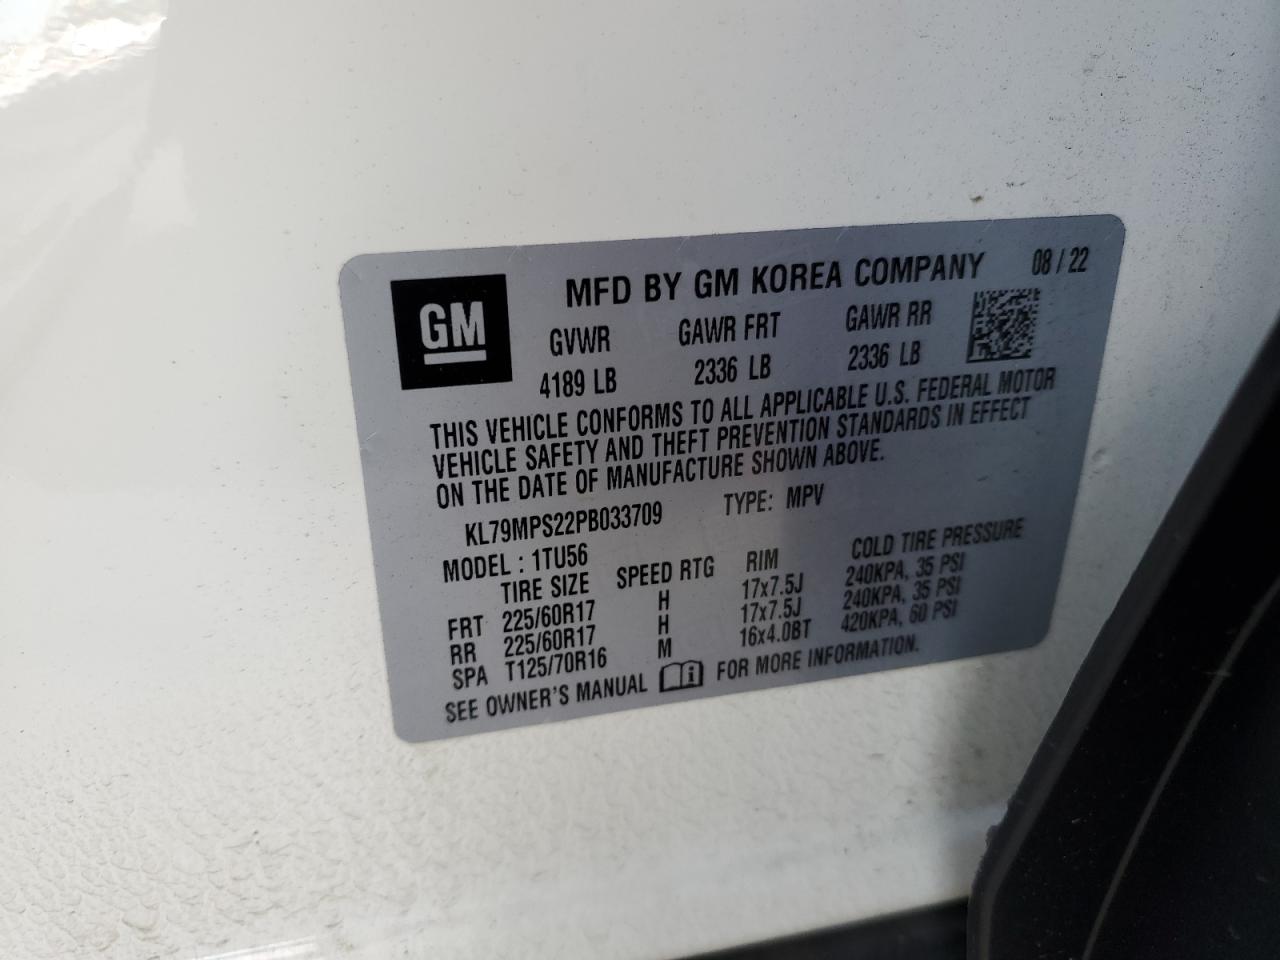 GM
MFD BY GM KOREA COMPANY 08 / 22
GVWR GAWR FRT GAWR RR
4189 LB 2336 LB 2336 LB
THIS VEHICLE CONFORMS TO ALL APPLICABLE U.S. FEDERAL MOTOR
VEHICLE SAFETY AND THEFT PREVENTION STANDARDS IN EFFECT
ON THE DATE OF MANUFACTURE SHOWN ABOVE.
KL79MPS22PB033709 TYPE: MPV
MODEL : 1TU56
TIRE SIZE SPEED RTG RIM COLD TIRE PRESSURE
FRT 225/60R17 H 17x7.5J 240KPA, 35 PSI
RR 225/60R17 H 17x7.5J 240KPA, 35 PSI
SPA T125/70R16 M 16x4.0BT 420KPA, 60 PSI
SEE OWNER'S MANUAL i FOR MORE INFORMATION.